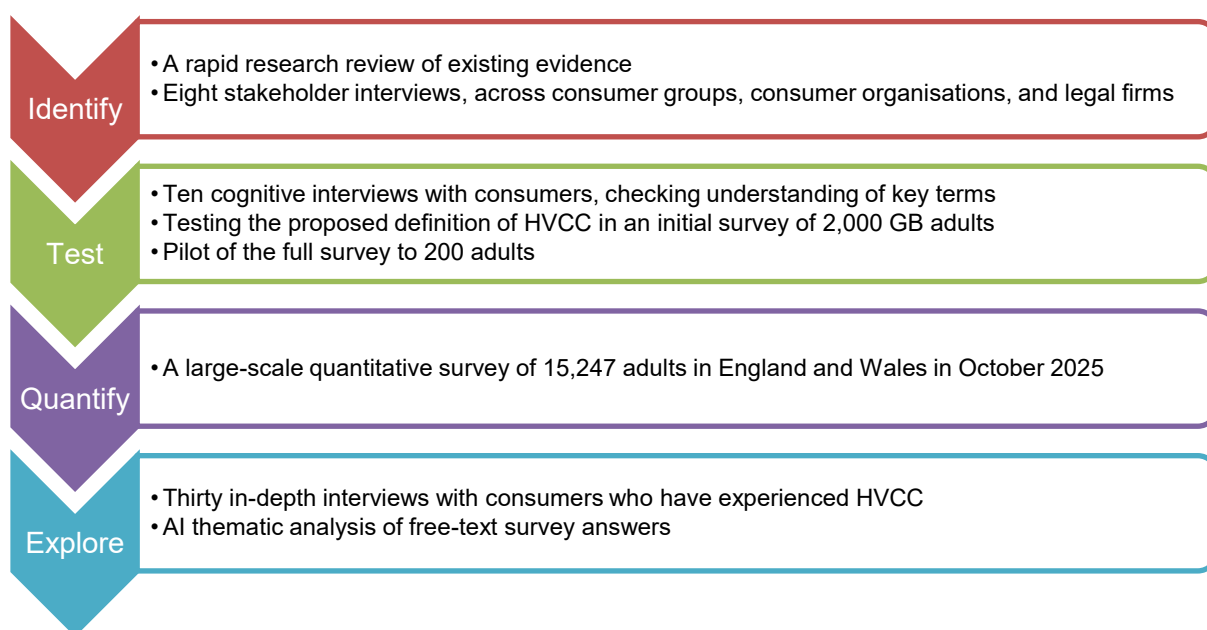 Identify
• A rapid research review of existing evidence
• Eight stakeholder interviews, across consumer groups, consumer organisations, and legal firms
Test
• Ten cognitive interviews with consumers, checking understanding of key terms
• Testing the proposed definition of HVCC in an initial survey of 2,000 GB adults
• Pilot of the full survey to 200 adults
Quantify
• A large-scale quantitative survey of 15,247 adults in England and Wales in October 2025
Explore
• Thirty in-depth interviews with consumers who have experienced HVCC
• AI thematic analysis of free-text survey answers